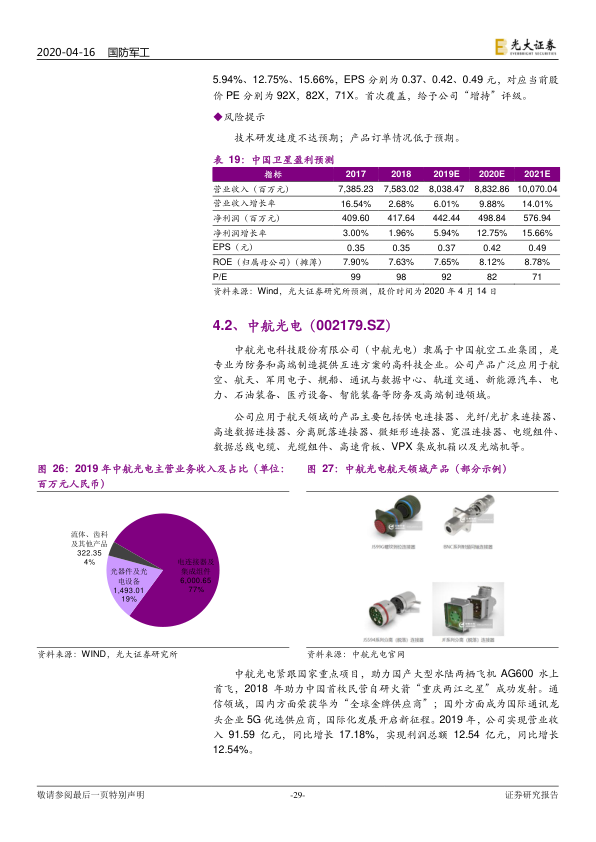 2020-04-16 国防军工
光大证券
EVERBRIGHT SECURITIES
5.94%、12.75%、15.66%，EPS 分别为 0.37、0.42、0.49 元，对应当前股
价 PE 分别为 92X，82X，71X。首次覆盖，给予公司“增持”评级。
◆风险提示
技术研发进度不达预期；产品订单情况低于预期。
表 19：中国卫星盈利预测
指标 2017 2018 2019E 2020E 2021E
营业收入（百万元） 7,385.23 7,583.02 8,038.47 8,832.86 10,070.04
营业收入增长率 16.54% 2.68% 6.01% 9.88% 14.01%
净利润（百万元） 409.60 417.64 442.44 498.84 576.94
净利润增长率 3.00% 1.96% 5.94% 12.75% 15.66%
EPS（元） 0.35 0.35 0.37 0.42 0.49
ROE（归属母公司）（摊薄） 7.90% 7.63% 7.65% 8.12% 8.78%
P/E 99 98 92 82 71
资料来源：Wind，光大证券研究所预测，股价时间为 2020 年 4 月 14 日
4.2、中航光电（002179.SZ）
中航光电科技股份有限公司（中航光电）隶属于中国航空工业集团，是
专业为防务和高端制造提供互连方案的高科技企业。公司产品广泛应用于航
空、航天、军用电子、舰船、通讯与数据中心、轨道交通、新能源汽车、电
力、石油装备、医疗设备、智能装备等防务及高端制造领域。
公司应用于航天领域的产品主要包括供电连接器、光纤/光扩束连接器、
高速数据连接器、分离脱落连接器、微矩形连接器、宽温连接器、电缆组件、
数据总线电缆、光缆组件、高速背板、VPX 集成机箱以及光端机等。
图 26：2019 年中航光电主营业务收入及占比（单位：
百万元人民币）
流体、齿科
及其他产品
322.35
4%
光器件及光
电设备
1,493.01
19%
77%
资料来源：WIND，光大证券研究所
图 27：中航光电航天领域产品（部分示例）
资料来源：中航光电官网
中航光电紧跟国家重点项目，助力国产大型水陆两栖飞机 AG600 水上
首飞，2018 年助力中国首枚民营自研火箭“重庆两江之星”成功发射。通
信领域，国内方面荣获华为“全球金牌供应商”；国外方面成为国际通讯龙
头企业 5G 优选供应商，国际化发展开启新征程。2019 年，公司实现营业收
入 91.59 亿元，同比增长 17.18%，实现利润总额 12.54 亿元，同比增长
12.54%。
敬请参阅最后一页特别声明 -29- 证券研究报告